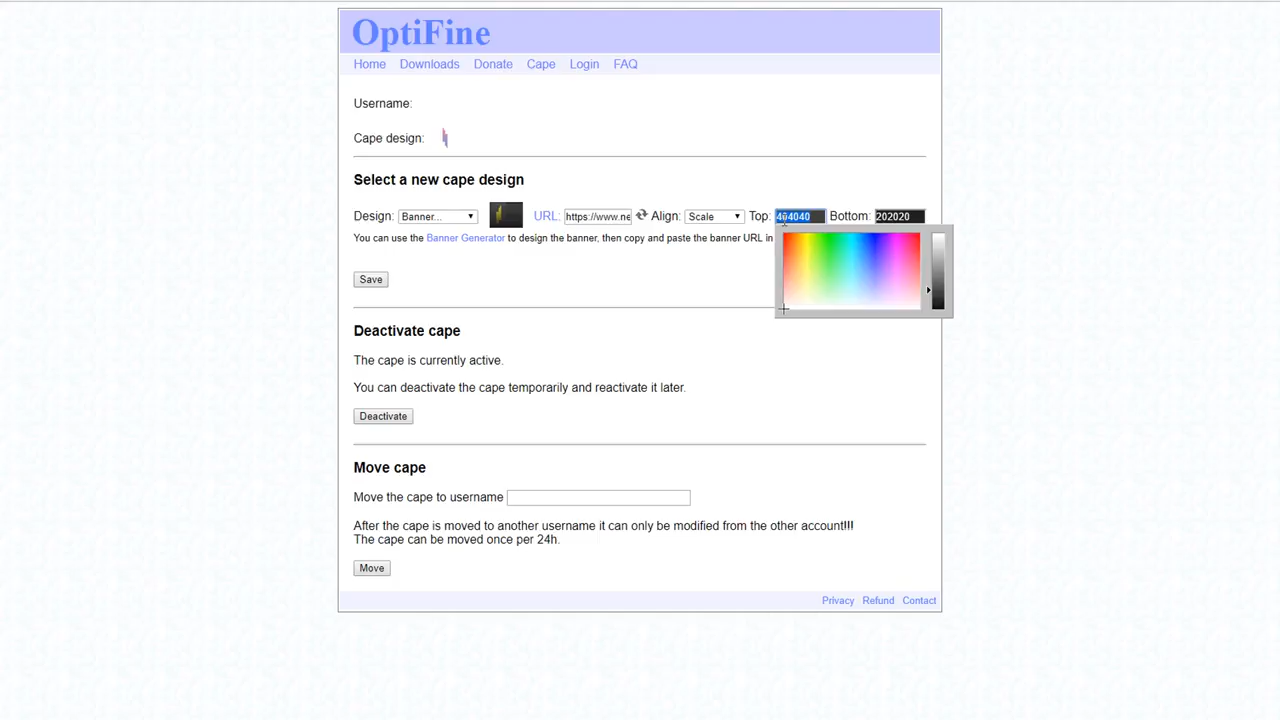 OptiFine
Home Downloads Donate Cape Login FAQ
Username:
Cape design:
Select a new cape design
Design: Banner... URL: https://www.ne Align: Scale Top: 404040 Bottom: 202020
You can use the Banner Generator to design the banner, then copy and paste the banner URL in
Save
Deactivate cape
The cape is currently active.
You can deactivate the cape temporarily and reactivate it later.
Deactivate
Move cape
Move the cape to username
After the cape is moved to another username it can only be modified from the other account!!!
The cape can be moved once per 24h.
Move
Privacy Refund Contact